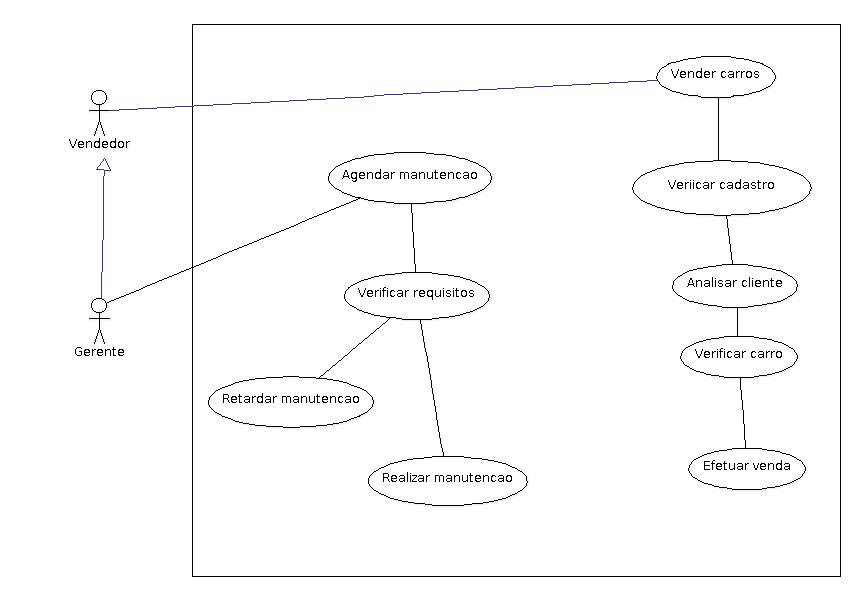 Vender carros
Vendedor
Agendar manutencao
Veriicar cadastro
Analisar cliente
Verificar requisitos
Gerente
Verificar carro
Retardar manutencao
Efetuar venda
Realizar manutencao